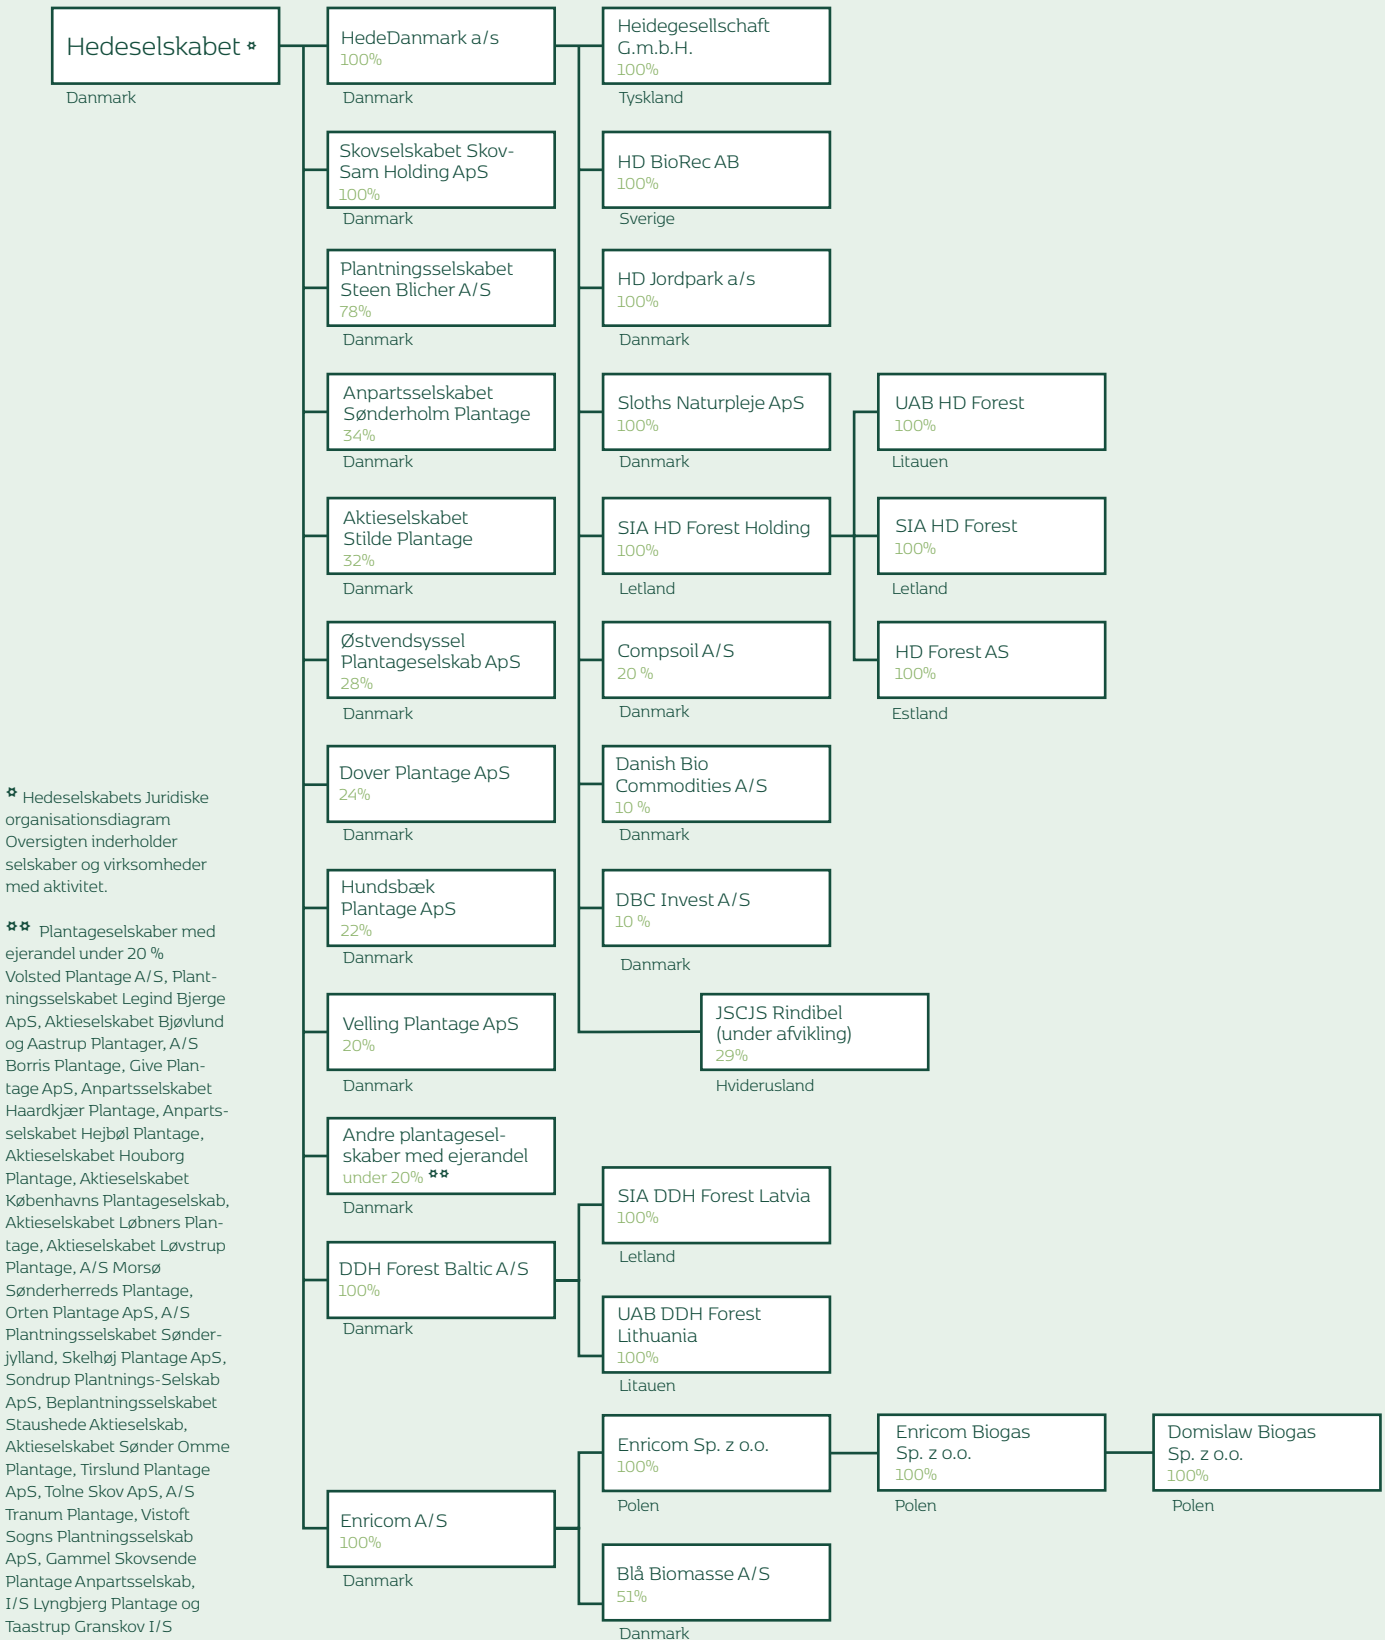 Hedeselskabet *
Danmark
HedeDanmark a/s
100%
Danmark
Skovselskabet Skov-
Sam Holding ApS
100%
Danmark
Plantningsselskabet
Steen Blicher A/S
78%
Danmark
Anpartsselskabet
Sønderholm Plantage
34%
Danmark
Aktieselskabet
Stilde Plantage
32%
Danmark
Østvendsyssel
Plantageselskab ApS
28%
Danmark
Dover Plantage ApS
24%
Danmark
Hundsbæk
Plantage ApS
22%
Danmark
Velling Plantage ApS
20%
Danmark
Andre plantagesel-
skaber med ejerandel
under 20% **
Danmark
DDH Forest Baltic A/S
100%
Danmark
Enricom A/S
100%
Danmark
Heidegesellschaft
G.m.b.H.
100%
Tyskland
HD BioRec AB
100%
Sverige
HD Jordpark a/s
100%
Danmark
Sloths Naturpleje ApS
100%
Danmark
SIA HD Forest Holding
100%
Letland
Compsoil A/S
20 %
Danmark
Danish Bio
Commodities A/S
10 %
Danmark
DBC Invest A/S
10 %
Danmark
JSCJS Rindibel
(under afvikling)
29%
Hviderusland
UAB HD Forest
100%
Litauen
SIA HD Forest
100%
Letland
HD Forest AS
100%
Estland
SIA DDH Forest Latvia
100%
Letland
UAB DDH Forest
Lithuania
100%
Litauen
Enricom Sp. z o.o.
100%
Polen
Enricom Biogas
Sp. z o.o.
100%
Polen
Domislaw Biogas
Sp. z o.o.
100%
Polen
Blå Biomasse A/S
51%
Danmark
* Hedeselskabets Juridiske
organisationsdiagram
Oversigten inderholder
selskaber og virksomheder
med aktivitet.
** Plantageselskaber med
ejerandel under 20 %
Volsted Plantage A/S, Plant-
ningsselskabet Legind Bjerge
ApS, Aktieselskabet Bjøvlund
og Aastrup Plantager, A/S
Borris Plantage, Give Plan-
tage ApS, Anpartsselskabet
Haardkjær Plantage, Anparts-
selskabet Hejbøl Plantage,
Aktieselskabet Houborg
Plantage, Aktieselskabet
Københavns Plantageselskab,
Aktieselskabet Løbners Plan-
tage, Aktieselskabet Løvstrup
Plantage, A/S Morsø
Sønderherreds Plantage,
Orten Plantage ApS, A/S
Plantningsselskabet Sønder-
jylland, Skelhøj Plantage ApS,
Sondrup Plantnings-Selskab
ApS, Beplantningsselskabet
Staushede Aktieselskab,
Aktieselskabet Sønder Omme
Plantage, Tirslund Plantage
ApS, Tolne Skov ApS, A/S
Tranum Plantage, Vistoft
Sogns Plantningsselskab
ApS, Gammel Skovsende
Plantage Anpartsselskab,
I/S Lyngbjerg Plantage og
Taastrup Granskov I/S